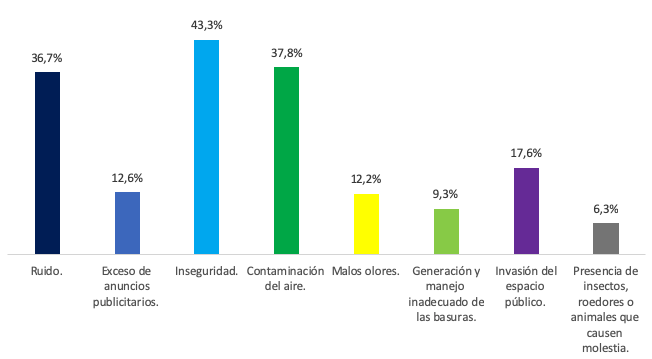 36,7%
12,6%
43,3%
37,8%
12,2%
9,3%
17,6%
6,3%
Ruido.
Exceso de
anuncios
publicitarios.
Inseguridad.
Contaminación
del aire.
Malos olores.
Generación y
manejo
inadecuado de
las basuras.
Invasión del
espacio
público.
Presencia de
insectos,
roedores o
animales que
causen
molestia.